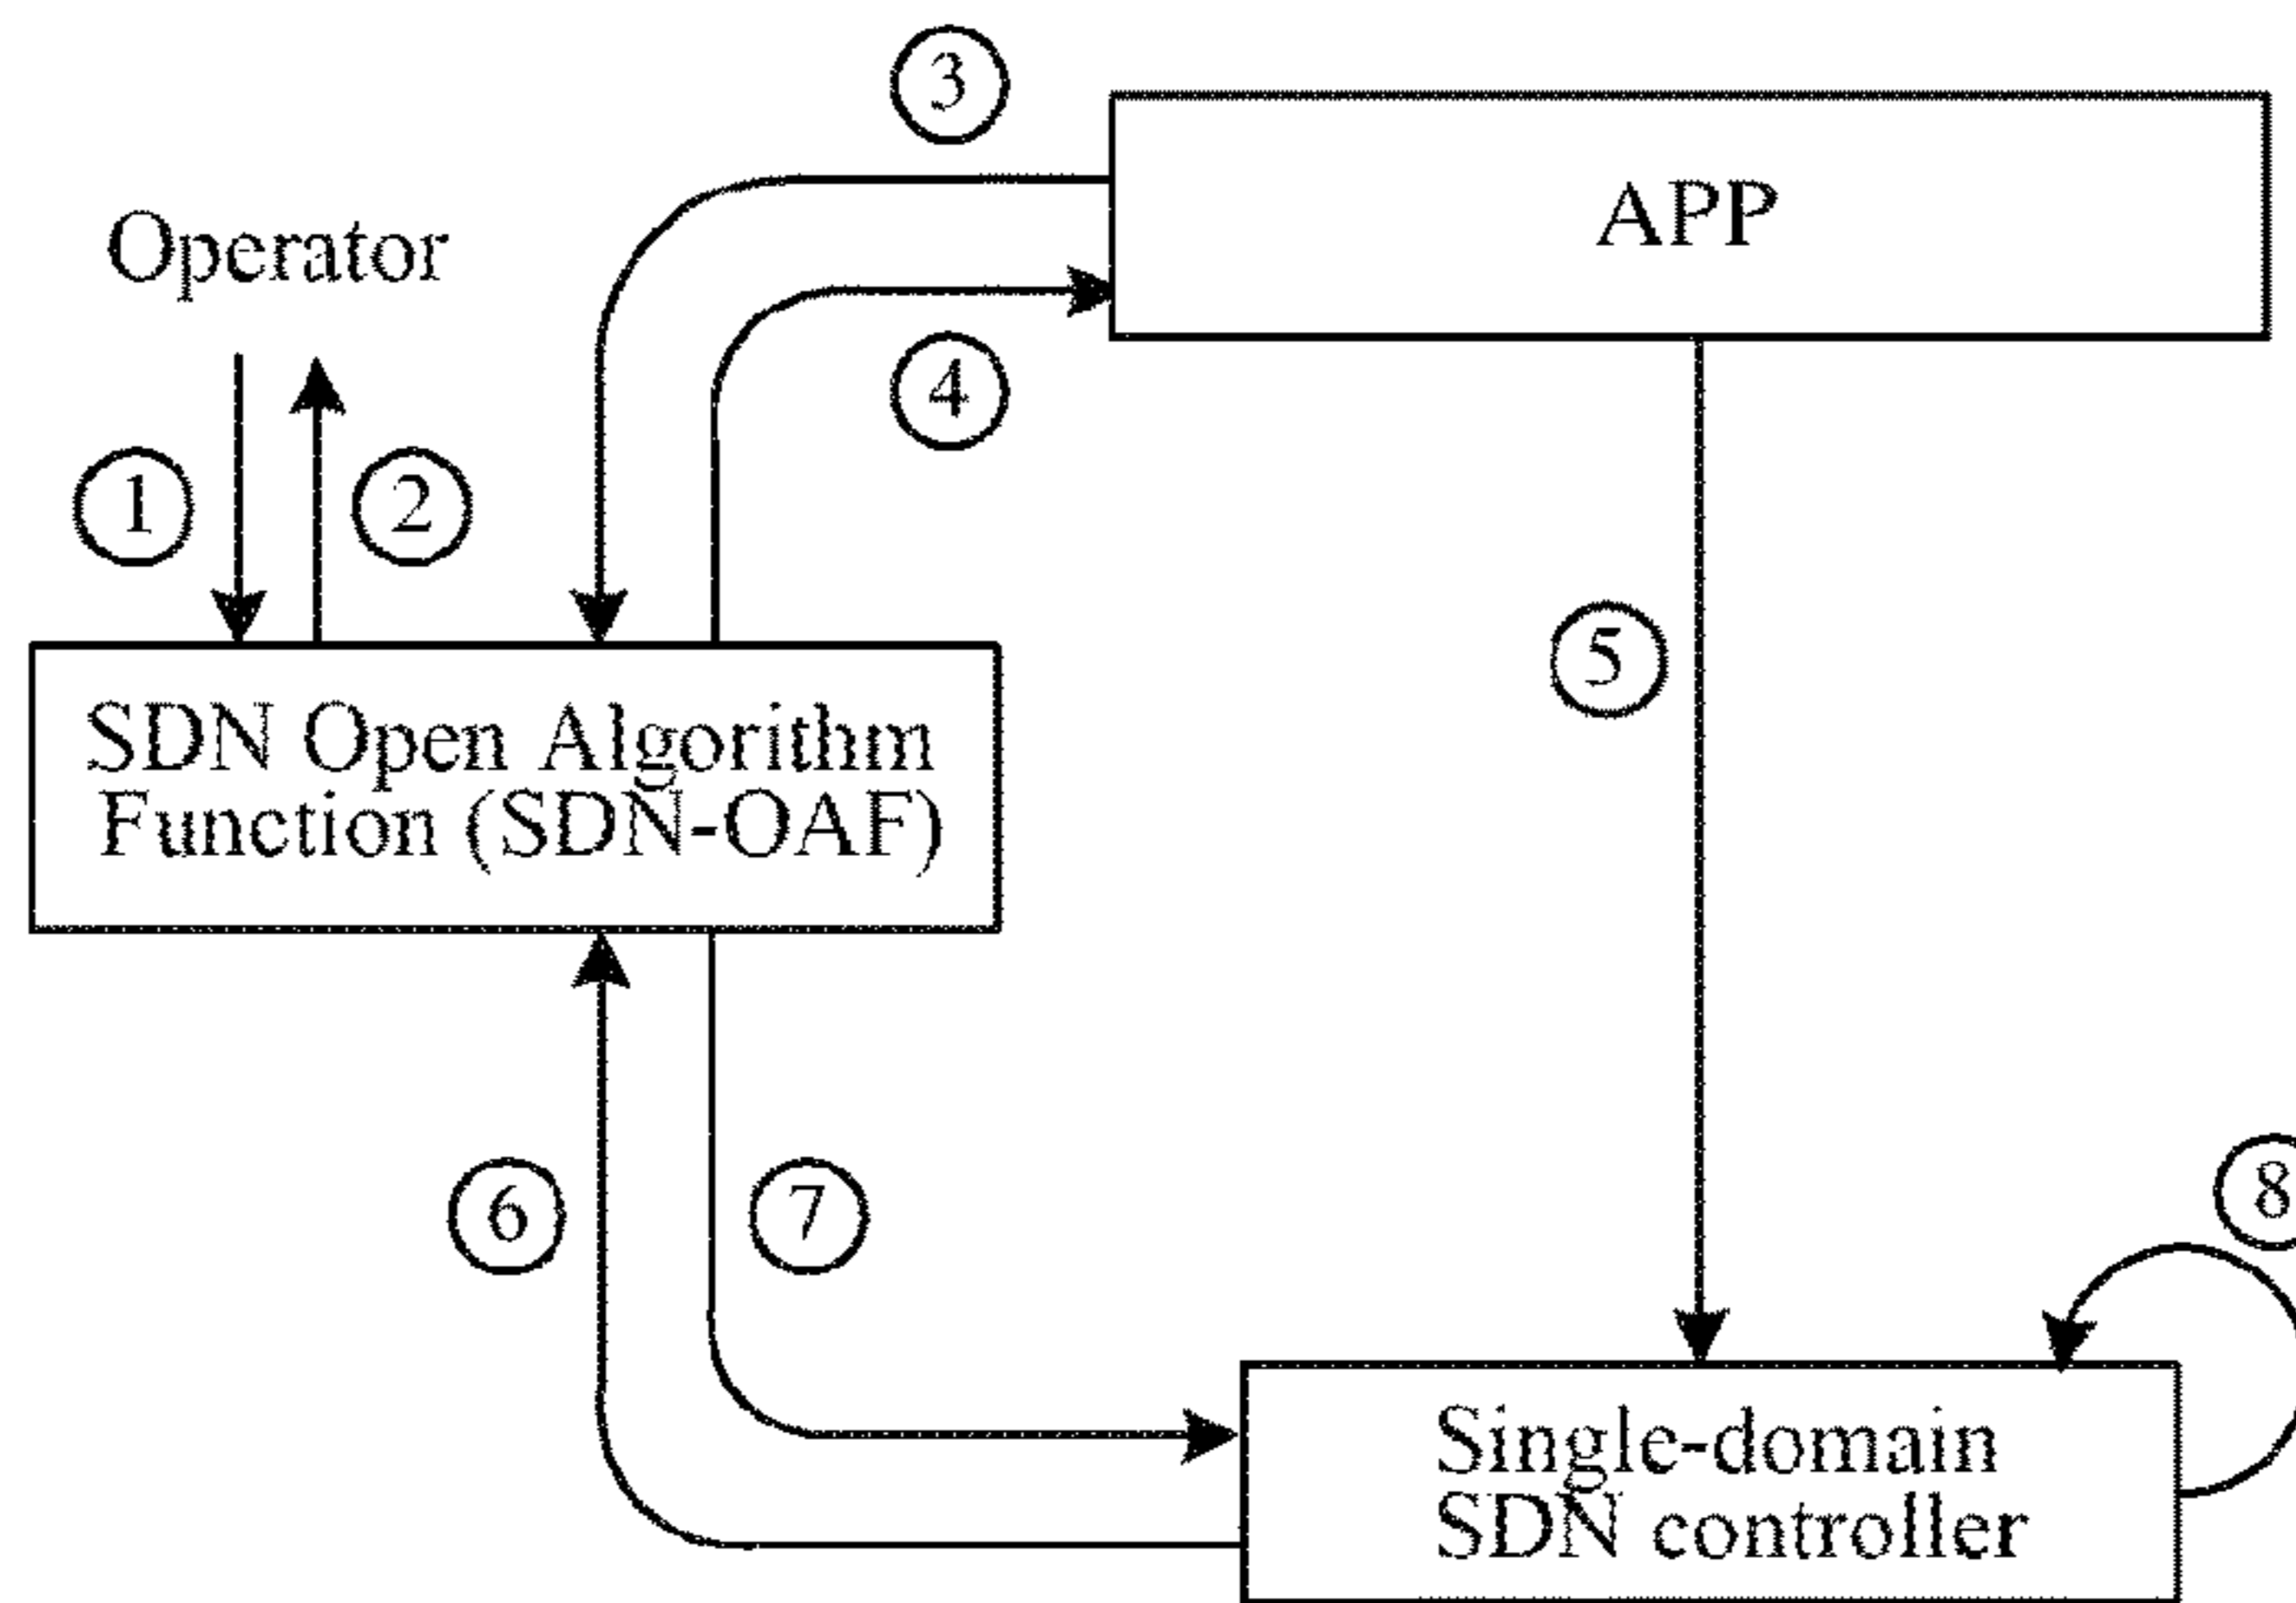 3
APP
Operator
4
1
2
5
SDN Open Algorithm
Function (SDN-OAF)
6
7
8
Single-domain
SDN controller